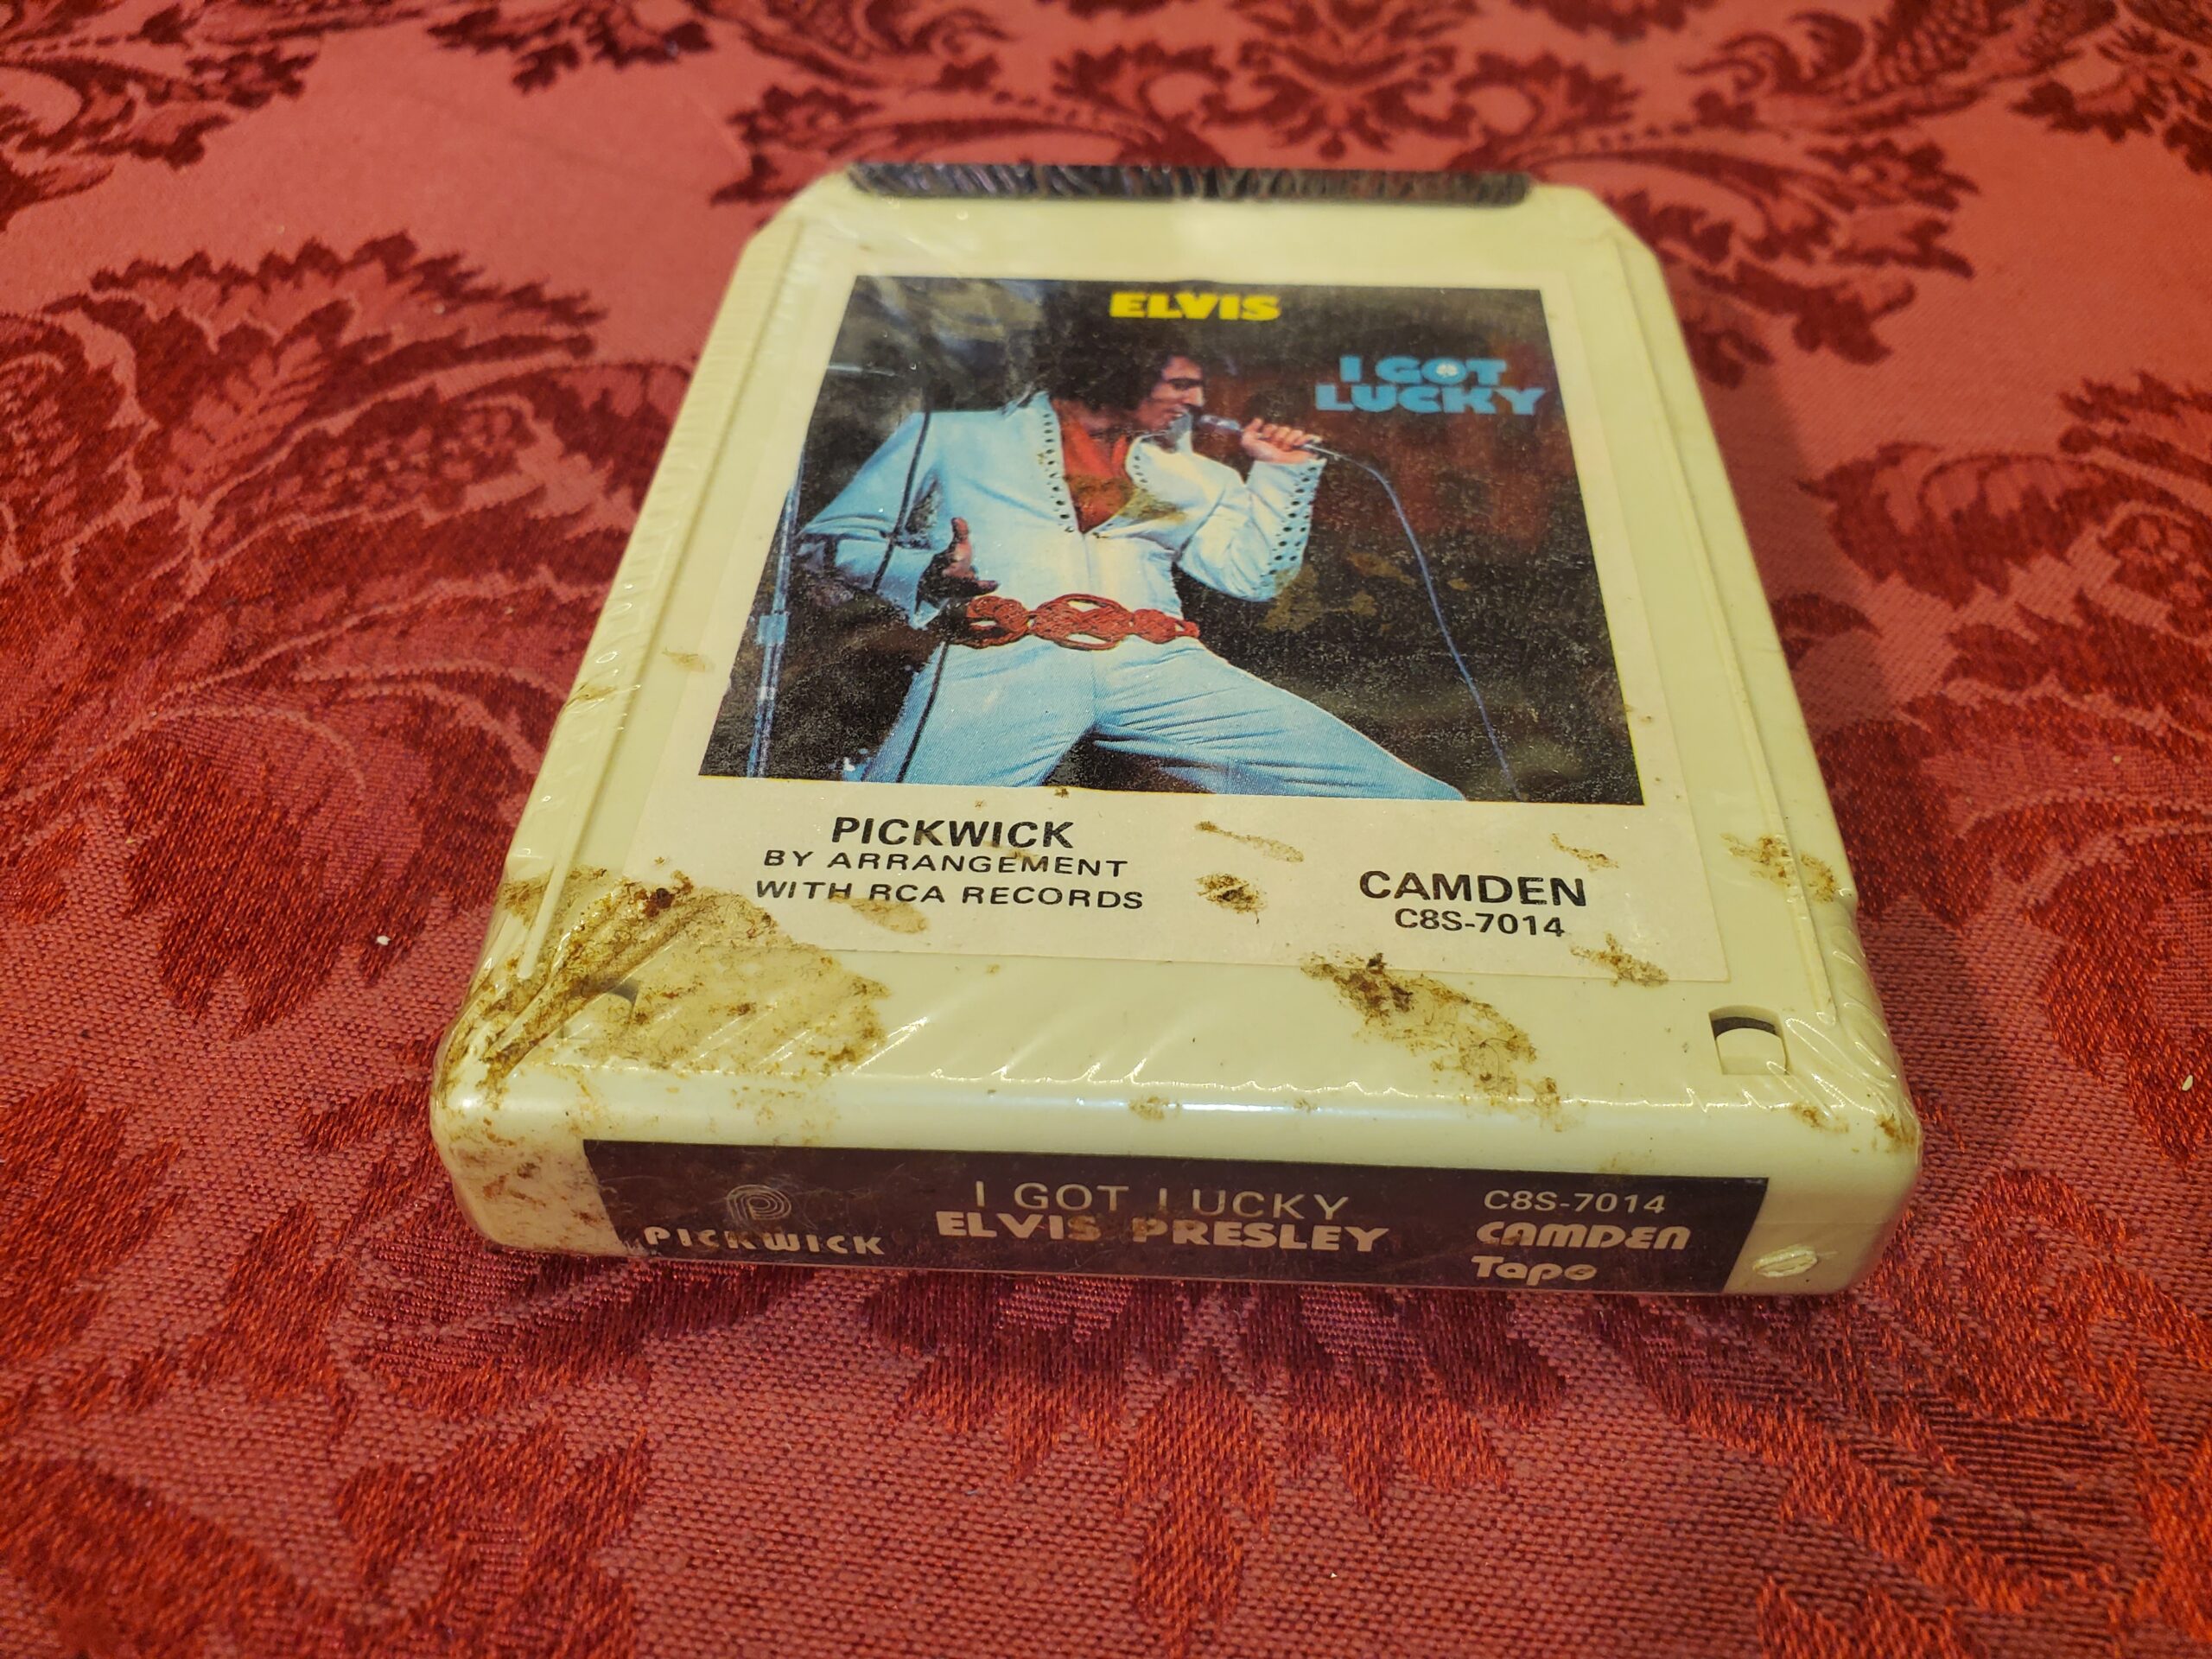 ELVIS
I GOT
LUCKY
PICKWICK
BY ARRANGEMENT
WITH RCA RECORDS
CAMDEN
C8S-7014
PICKWICK
I GOT LUCKY
ELVIS PRESLEY
C8S-7014
CAMDEN
Tape